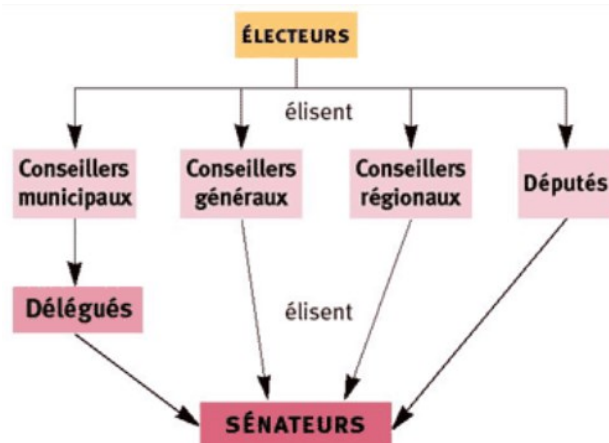 ÉLECTEURS
élisent
Conseillers
municipaux
Conseillers
généraux
Conseillers
régionaux
Députés
Délégués
élisent
SÉNATEURS